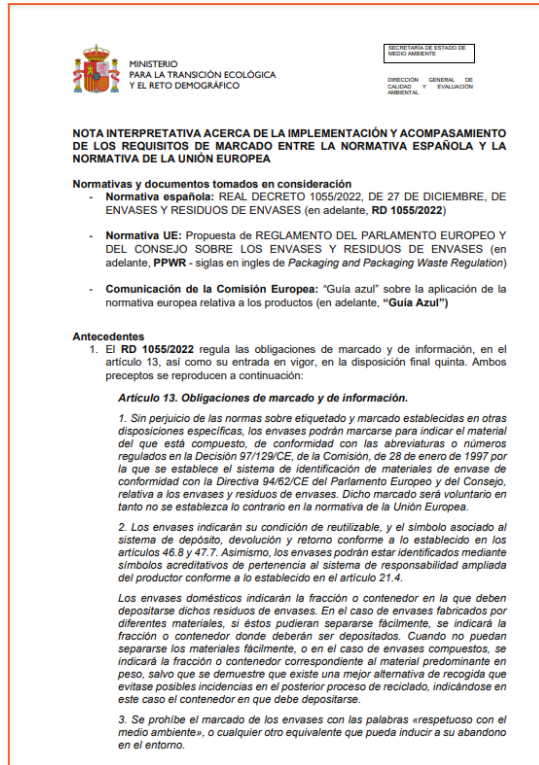 MINISTERIO
PARA LA TRANSICIÓN ECOLÓGICA
Y EL RETO DEMOGRÁFICO
SECRETARÍA DE ESTADO DE
MEDIO AMBIENTE
DIRECCIÓN GENERAL DE
CALIDAD Y EVALUACIÓN
AMBIENTAL
NOTA INTERPRETATIVA ACERCA DE LA IMPLEMENTACIÓN Y ACOMPASAMIENTO
DE LOS REQUISITOS DE MARCADO ENTRE LA NORMATIVA ESPAÑOLA Y LA
NORMATIVA DE LA UNIÓN EUROPEA
Normativas y documentos tomados en consideración
- Normativa española: REAL DECRETO 1055/2022, DE 27 DE DICIEMBRE, DE
ENVASES Y RESIDUOS DE ENVASES (en adelante, RD 1055/2022)
- Normativa UE: Propuesta de REGLAMENTO DEL PARLAMENTO EUROPEO Y
DEL CONSEJO SOBRE LOS ENVASES Y RESIDUOS DE ENVASES (en
adelante, PPWR - siglas en ingles de Packaging and Packaging Waste Regulation)
- Comunicación de la Comisión Europea: "Guía azul" sobre la aplicación de la
normativa europea relativa a los productos (en adelante, "Guía Azul")
Antecedentes
1. El RD 1055/2022 regula las obligaciones de marcado y de información, en el
artículo 13, así como su entrada en vigor, en la disposición final quinta. Ambos
preceptos se reproducen a continuación:
Artículo 13. Obligaciones de marcado y de información.
1. Sin perjuicio de las normas sobre etiquetado y marcado establecidas en otras
disposiciones específicas, los envases podrán marcarse para indicar el material
del que está compuesto, de conformidad con las abreviaturas o números
regulados en la Decisión 97/129/CE, de la Comisión, de 28 de enero de 1997 por
la que se establece el sistema de identificación de materiales de envase de
conformidad con la Directiva 94/62/CE del Parlamento Europeo y del Consejo,
relativa a los envases y residuos de envases. Dicho marcado será voluntario en
tanto no se establezca lo contrario en la normativa de la Unión Europea.
2. Los envases indicarán su condición de reutilizable, y el símbolo asociado al
sistema de depósito, devolución y retorno conforme a lo establecido en los
artículos 46.8 y 47.7. Asimismo, los envases podrán estar identificados mediante
símbolos acreditativos de pertenencia al sistema de responsabilidad ampliada
del productor conforme a lo establecido en el artículo 21.4.
Los envases domésticos indicarán la fracción o contenedor en la que deben
depositarse dichos residuos de envases. En el caso de envases fabricados por
diferentes materiales, si éstos pudieran separarse fácilmente, se indicará la
fracción o contenedor donde deberán ser depositados. Cuando no puedan
separarse los materiales fácilmente, o en el caso de envases compuestos, se
indicará la fracción o contenedor correspondiente al material predominante en
peso, salvo que se demuestre que existe una mejor alternativa de recogida que
evitase posibles incidencias en el posterior proceso de reciclado, indicándose en
este caso el contenedor en que debe depositarse.
3. Se prohíbe el marcado de los envases con las palabras «respetuoso con el
medio ambiente», o cualquier otro equivalente que pueda inducir a su abandono
en el entorno.